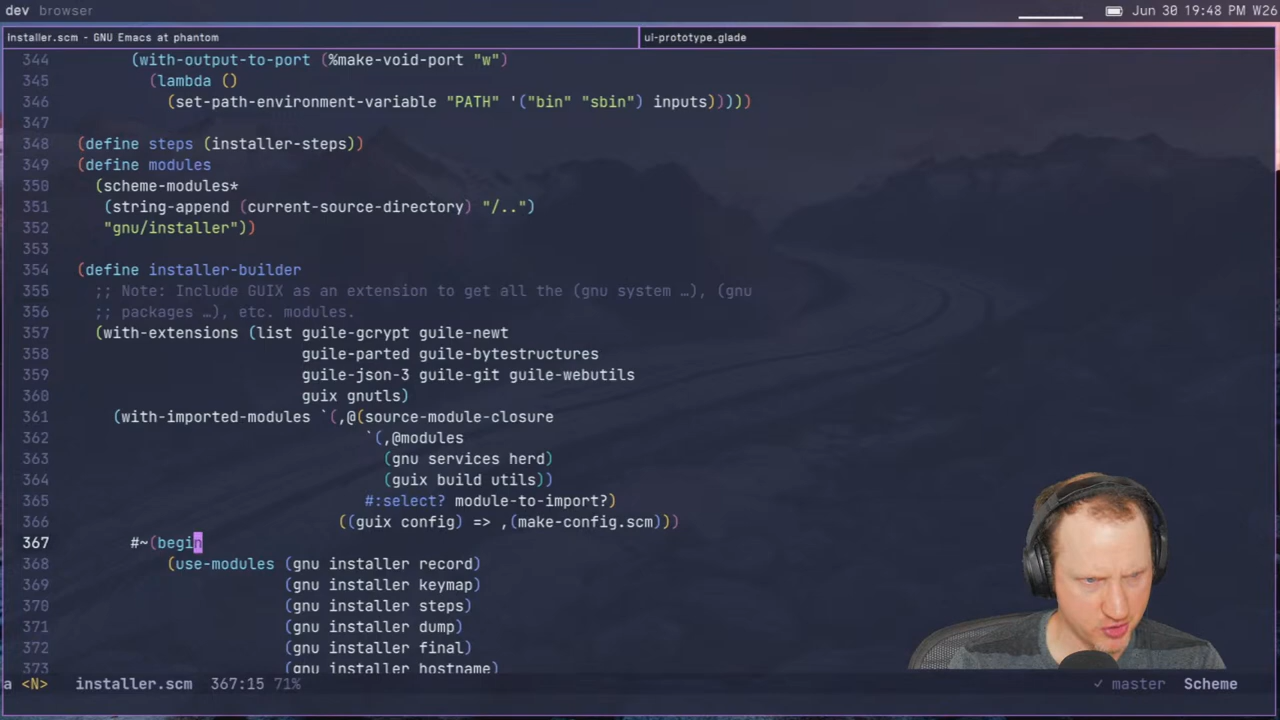 dev browser Jun 30 19:48 PM W26
installer.scm - GNU Emacs at phantom ui-prototype.glade
344 (with-output-to-port (%make-void-port "w")
345 (lambda ()
346 (set-path-environment-variable "PATH" '("bin" "sbin") inputs)))))
347
348 (define steps (installer-steps))
349 (define modules
350 (scheme-modules*
351 (string-append (current-source-directory) "/..")
352 "gnu/installer"))
353
354 (define installer-builder
355 ;; Note: Include GUIX as an extension to get all the (gnu system …), (gnu
356 ;; packages …), etc. modules.
357 (with-extensions (list guile-gcrypt guile-newt
358 guile-parted guile-bytestructures
359 guile-json-3 guile-git guile-webutils
360 guix gnutls)
361 (with-imported-modules `(,@(source-module-closure
362 `(,@modules
363 (gnu services herd)
364 (guix build utils))
365 #:select? module-to-import?)
366 ((guix config) => ,(make-config.scm)))
367 #~(begin
368 (use-modules (gnu installer record)
369 (gnu installer keymap)
370 (gnu installer steps)
371 (gnu installer dump)
372 (gnu installer final)
373 (gnu installer hostname)
a <N> installer.scm 367:15 71% ✓ master Scheme